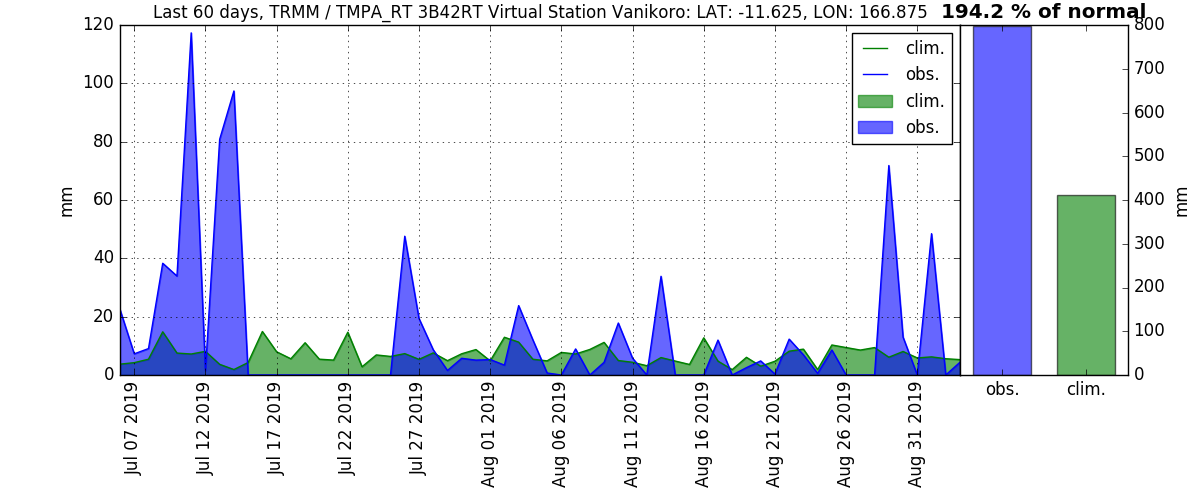 Last 60 days, TRMM / TMPA_RT 3B42RT Virtual Station Vanikoro: LAT: -11.625, LON: 166.875 194.2 % of normal
120
100
80
60
40
20
0
mm
clim.
obs.
clim.
obs.
800
700
600
500
400
300
200
100
0
mm
obs.
clim.
Jul 07 2019
Jul 12 2019
Jul 17 2019
Jul 22 2019
Jul 27 2019
Aug 01 2019
Aug 06 2019
Aug 11 2019
Aug 16 2019
Aug 21 2019
Aug 26 2019
Aug 31 2019